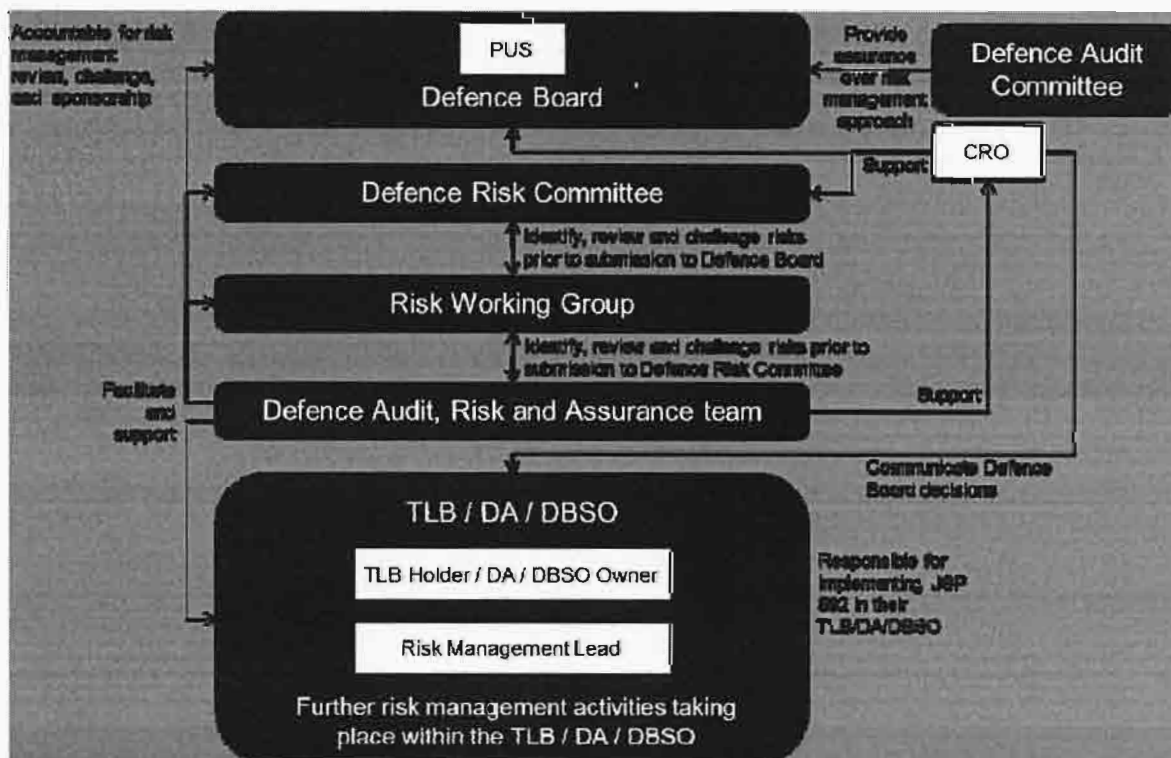 Accountable for risk
management
review, challenge,
and sponsorship
PUS
Defence Board
Provide
assurance
over risk
management
approach
Defence Audit
Committee
CRO
Support
Defence Risk Committee
Identify, review and challenge risks
prior to submission to Defence Board
Risk Working Group
Identify, review and challenge risks prior to
submission to Defence Risk Committee
Facilitate
and
support
Defence Audit, Risk and Assurance team
Support
Communicate Defence
Board decisions
TLB / DA / DBSO
TLB Holder / DA / DBSO Owner
Risk Management Lead
Further risk management activities taking
place within the TLB / DA / DBSO
Responsible for
implementing JSP
892 in their
TLB/DA/DBSO